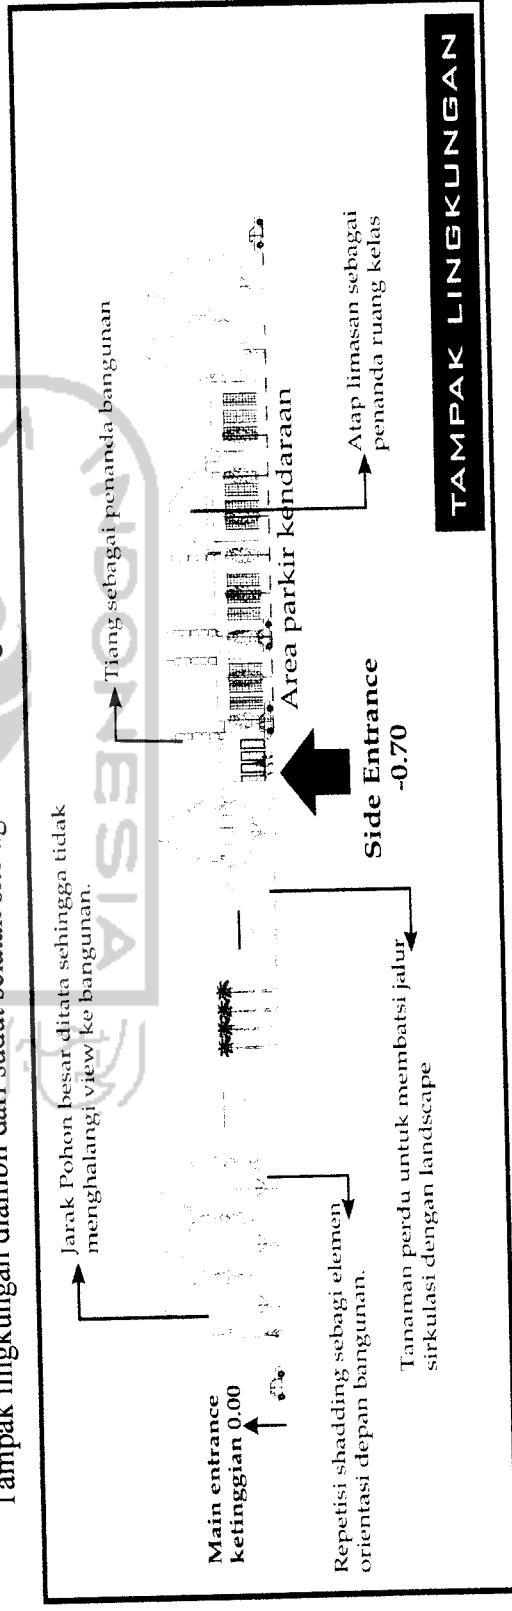 Tampak lingkungan diambil dari sudut selatan site
Jarak Pohon besar ditata sehingga tidak
menghalangi view ke bangunan.
Tiang sebagai penanda bangunan
Main entrance
ketinggian 0.00
Area parkir kendaraan
Side Entrance
-0.70
Atap limasan sebagai
penanda ruang kelas
Repetisi shadding sebagi elemen
orientasi depan bangunan.
Tanaman perdu untuk membatsi jalur
sirkulasi dengan landscape
TAMPAK LINGKUNGAN
INDONESIA